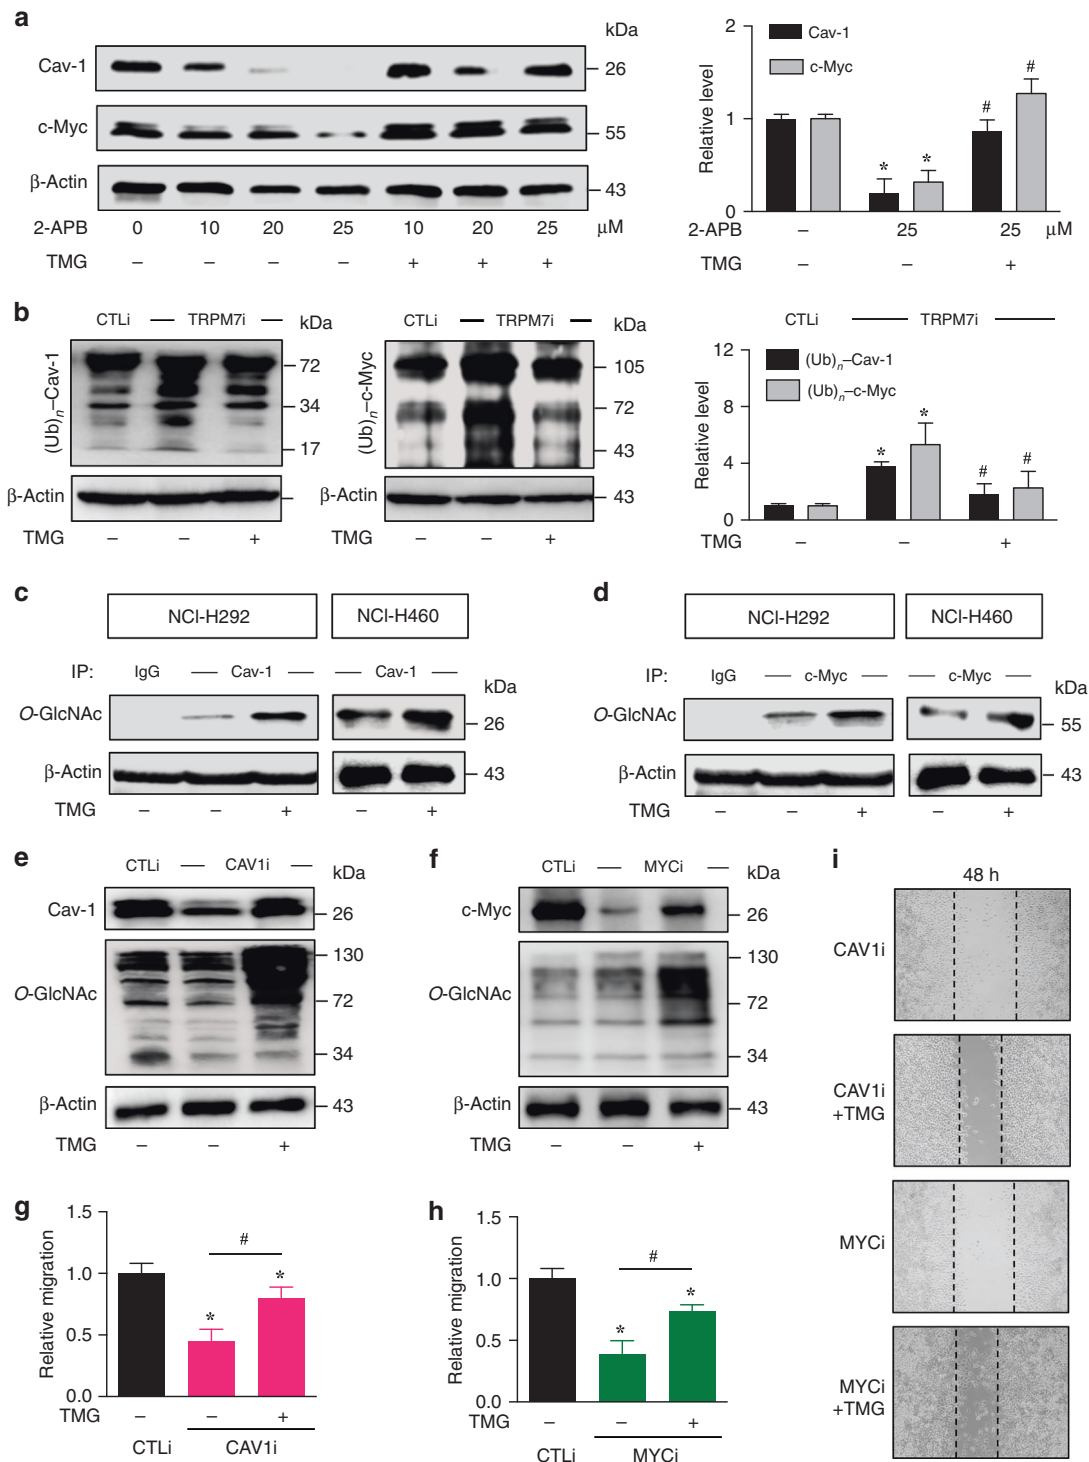 a
kDa
Cav-1
26
c-Myc
55
β-Actin
43
2-APB 0 10 20 25 10 20 25 μM
TMG – – – – + + +
2
1
0
Relative level
Cav-1
c-Myc
* * # #
2-APB – 25 25 μM
TMG – – +
b
CTLi TRPM7i kDa
(Ub)n–Cav-1
72
34
17
β-Actin
TMG – – +
CTLi TRPM7i kDa
(Ub)n–c-Myc
105
72
43
β-Actin
43
TMG – – +
CTLi TRPM7i
12
8
4
0
Relative level
(Ub)n–Cav-1
(Ub)n–c-Myc
* * # #
TMG – – +
c
NCI-H292 NCI-H460
IP: IgG Cav-1 Cav-1
kDa
O-GlcNAc
26
β-Actin
43
TMG – – + – +
d
NCI-H292 NCI-H460
IP: IgG c-Myc c-Myc
kDa
O-GlcNAc
55
β-Actin
43
TMG – – + – +
e
CTLi CAV1i kDa
Cav-1
26
O-GlcNAc
130
72
34
β-Actin
43
TMG – – +
f
CTLi MYCi kDa
c-Myc
26
O-GlcNAc
130
72
34
β-Actin
43
TMG – – +
g
1.5
1.0
0.5
0.0
Relative migration
* # *
TMG – – +
CTLi CAV1i
h
1.5
1.0
0.5
0.0
Relative migration
* # *
TMG – – +
CTLi MYCi
i
48 h
CAV1i
CAV1i
+TMG
MYCi
MYCi
+TMG